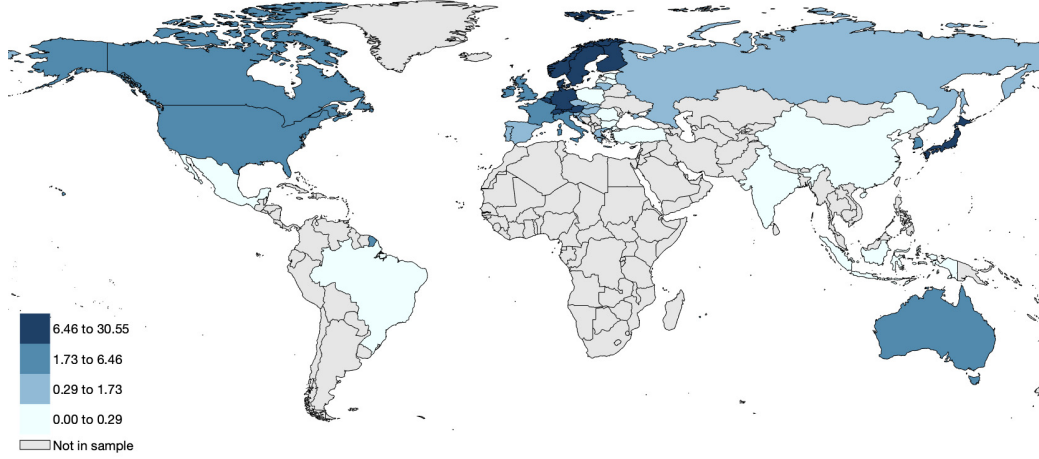 6.46 to 30.55
1.73 to 6.46
0.29 to 1.73
0.00 to 0.29
Not in sample